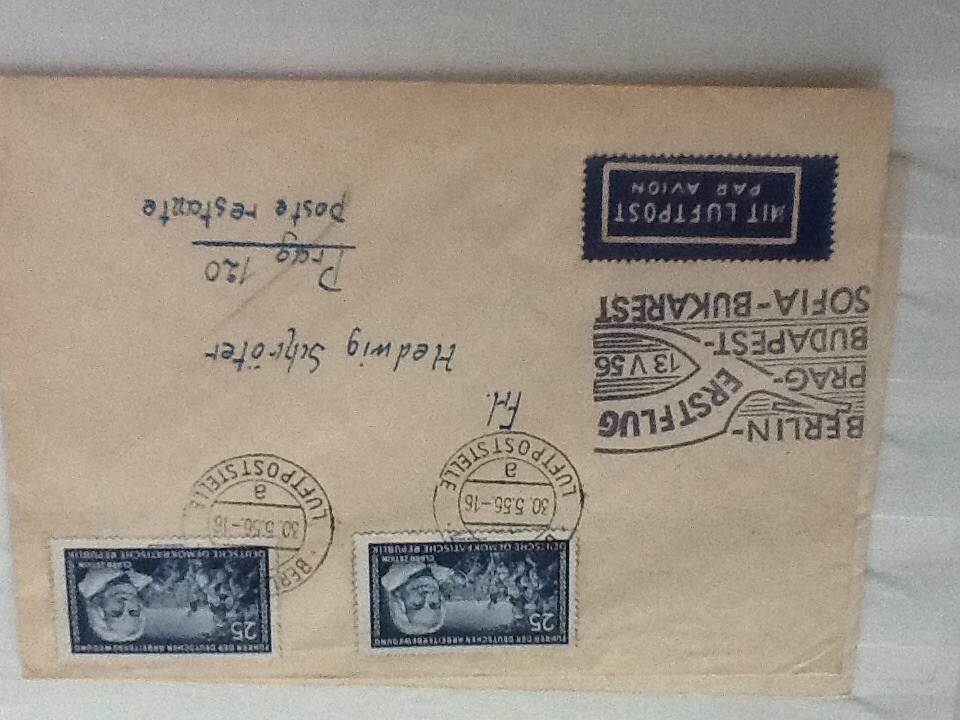 25
FÜHRER DER DEUTSCHEN ARBEITERBEWEGUNG
CLARA ZETKIN
DEUTSCHE DEMOKRATISCHE REPUBLIK
25
FÜHRER DER DEUTSCHEN ARBEITERBEWEGUNG
CLARA ZETKIN
DEUTSCHE DEMOKRATISCHE REPUBLIK
30.5.56.-16
a
LUFTPOSTSTELLE
BERL
30.5.56.-16
a
LUFTPOSTSTELLE
BERLIN-
PRAG-
BUDAPEST-
SOFIA-BUKAREST
ERSTFLUG
13 V 56
MIT LUFTPOST
PAR AVION
Frl.
Hedwig Schröter
Prag 120
poste restante